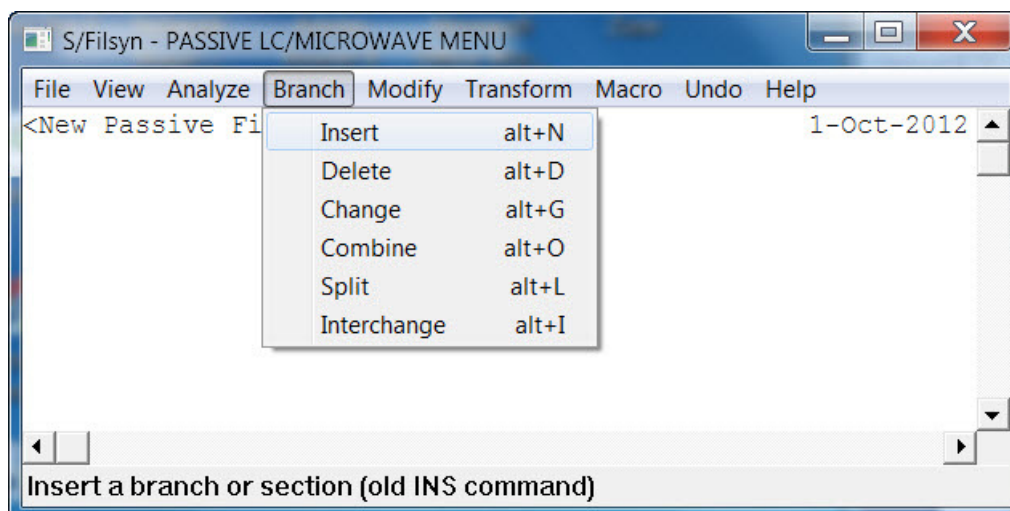 S/Filsyn - PASSIVE LC/MICROWAVE MENU
File View Analyze Branch Modify Transform Macro Undo Help
<New Passive Fi 1-Oct-2012
Insert alt+N
Delete alt+D
Change alt+G
Combine alt+O
Split alt+L
Interchange alt+I
Insert a branch or section (old INS command)